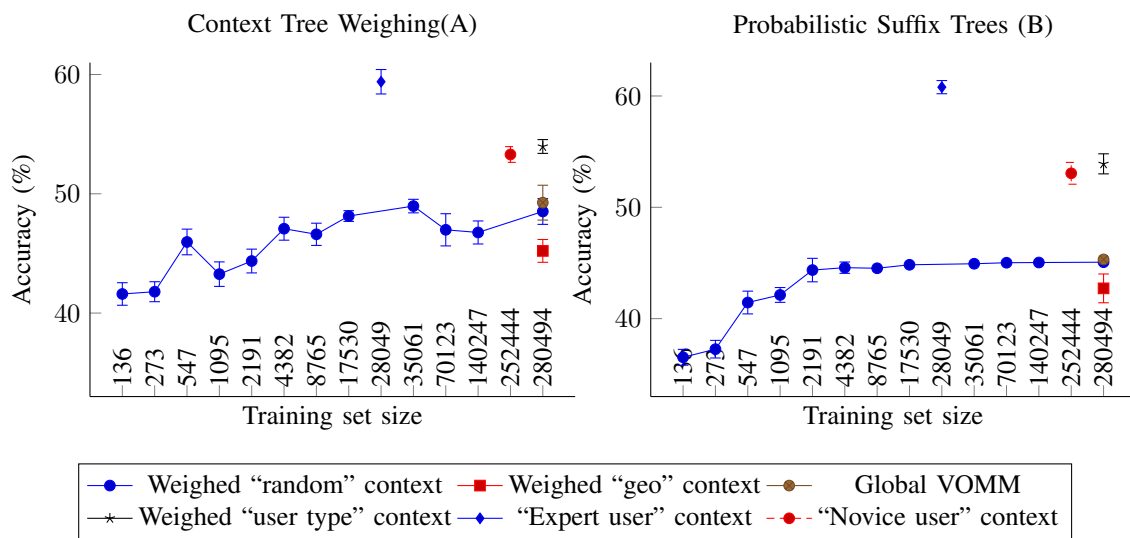 Context Tree Weighing(A)
Probabilistic Suffix Trees (B)
Accuracy (%)
60
50
40
136
273
547
1095
2191
4382
8765
17530
28049
35061
70123
140247
252444
280494
Training set size
Accuracy (%)
60
50
40
136
273
547
1095
2191
4382
8765
17530
28049
35061
70123
140247
252444
280494
Training set size
Weighed “random” context
Weighed “geo” context
Global VOMM
Weighed “user type” context
“Expert user” context
“Novice user” context